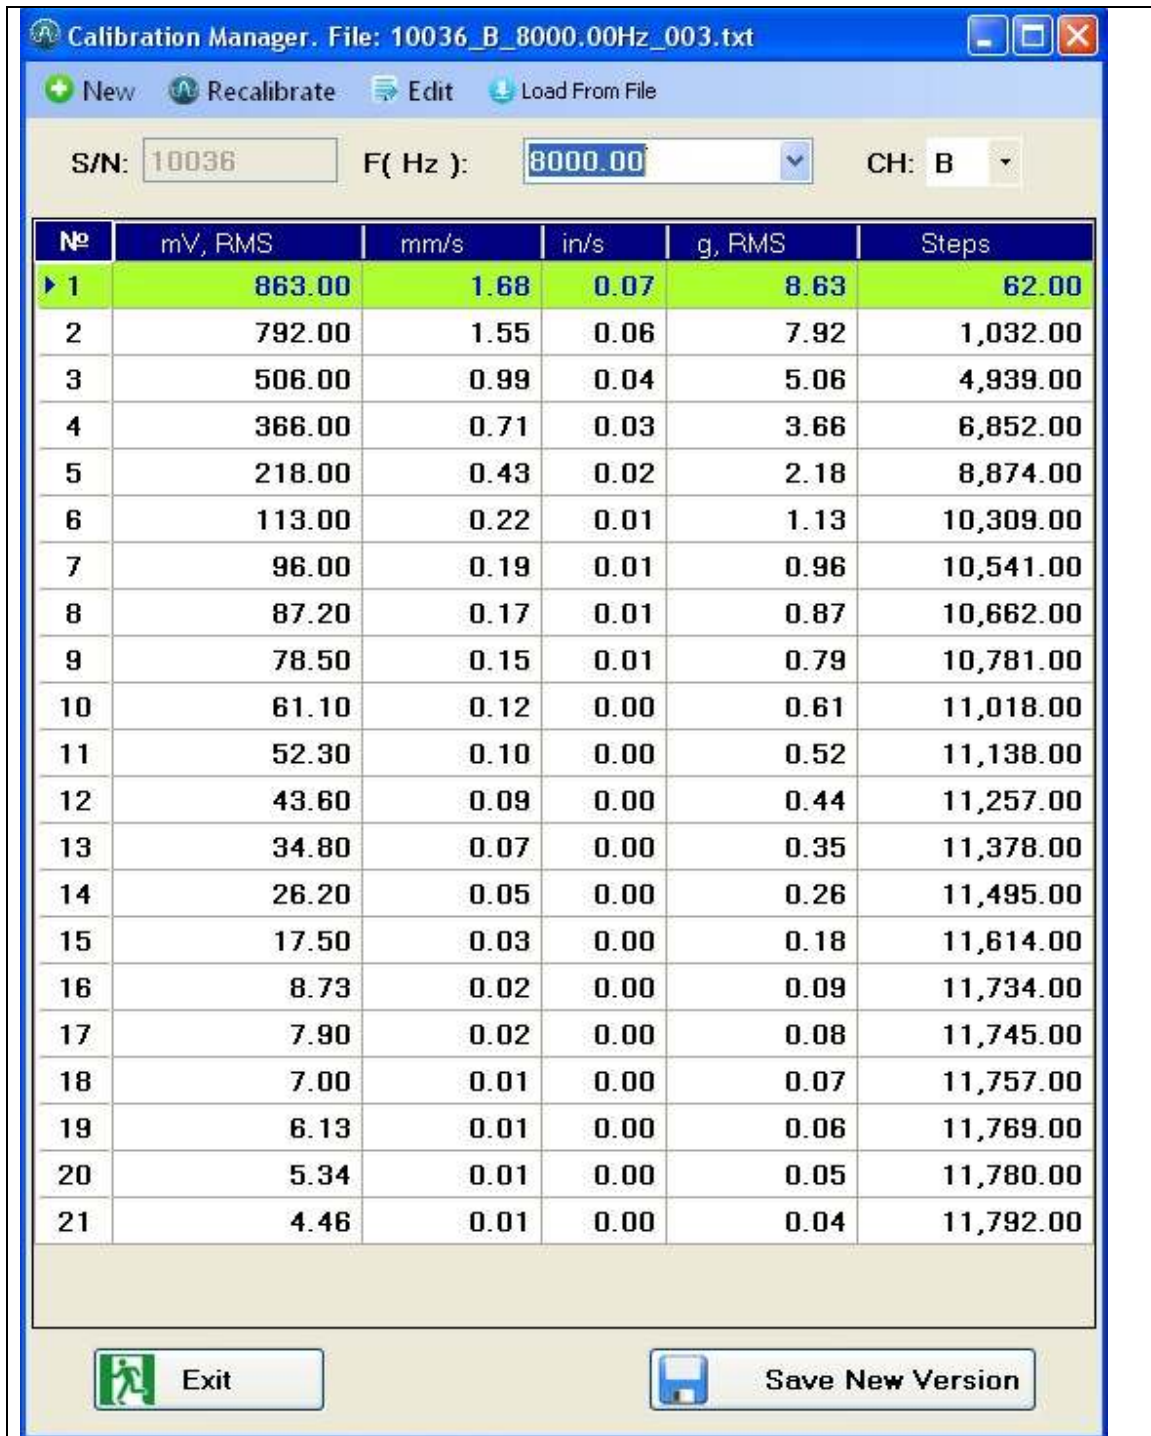 Calibration Manager. File: 10036_B_8000.00Hz_003.txt
New Recalibrate Edit Load From File
S/N: 10036 F( Hz ): 8000.00 CH: B
№ mV, RMS mm/s in/s g, RMS Steps
1 863.00 1.68 0.07 8.63 62.00
2 792.00 1.55 0.06 7.92 1,032.00
3 506.00 0.99 0.04 5.06 4,939.00
4 366.00 0.71 0.03 3.66 6,852.00
5 218.00 0.43 0.02 2.18 8,874.00
6 113.00 0.22 0.01 1.13 10,309.00
7 96.00 0.19 0.01 0.96 10,541.00
8 87.20 0.17 0.01 0.87 10,662.00
9 78.50 0.15 0.01 0.79 10,781.00
10 61.10 0.12 0.00 0.61 11,018.00
11 52.30 0.10 0.00 0.52 11,138.00
12 43.60 0.09 0.00 0.44 11,257.00
13 34.80 0.07 0.00 0.35 11,378.00
14 26.20 0.05 0.00 0.26 11,495.00
15 17.50 0.03 0.00 0.18 11,614.00
16 8.73 0.02 0.00 0.09 11,734.00
17 7.90 0.02 0.00 0.08 11,745.00
18 7.00 0.01 0.00 0.07 11,757.00
19 6.13 0.01 0.00 0.06 11,769.00
20 5.34 0.01 0.00 0.05 11,780.00
21 4.46 0.01 0.00 0.04 11,792.00
Exit Save New Version